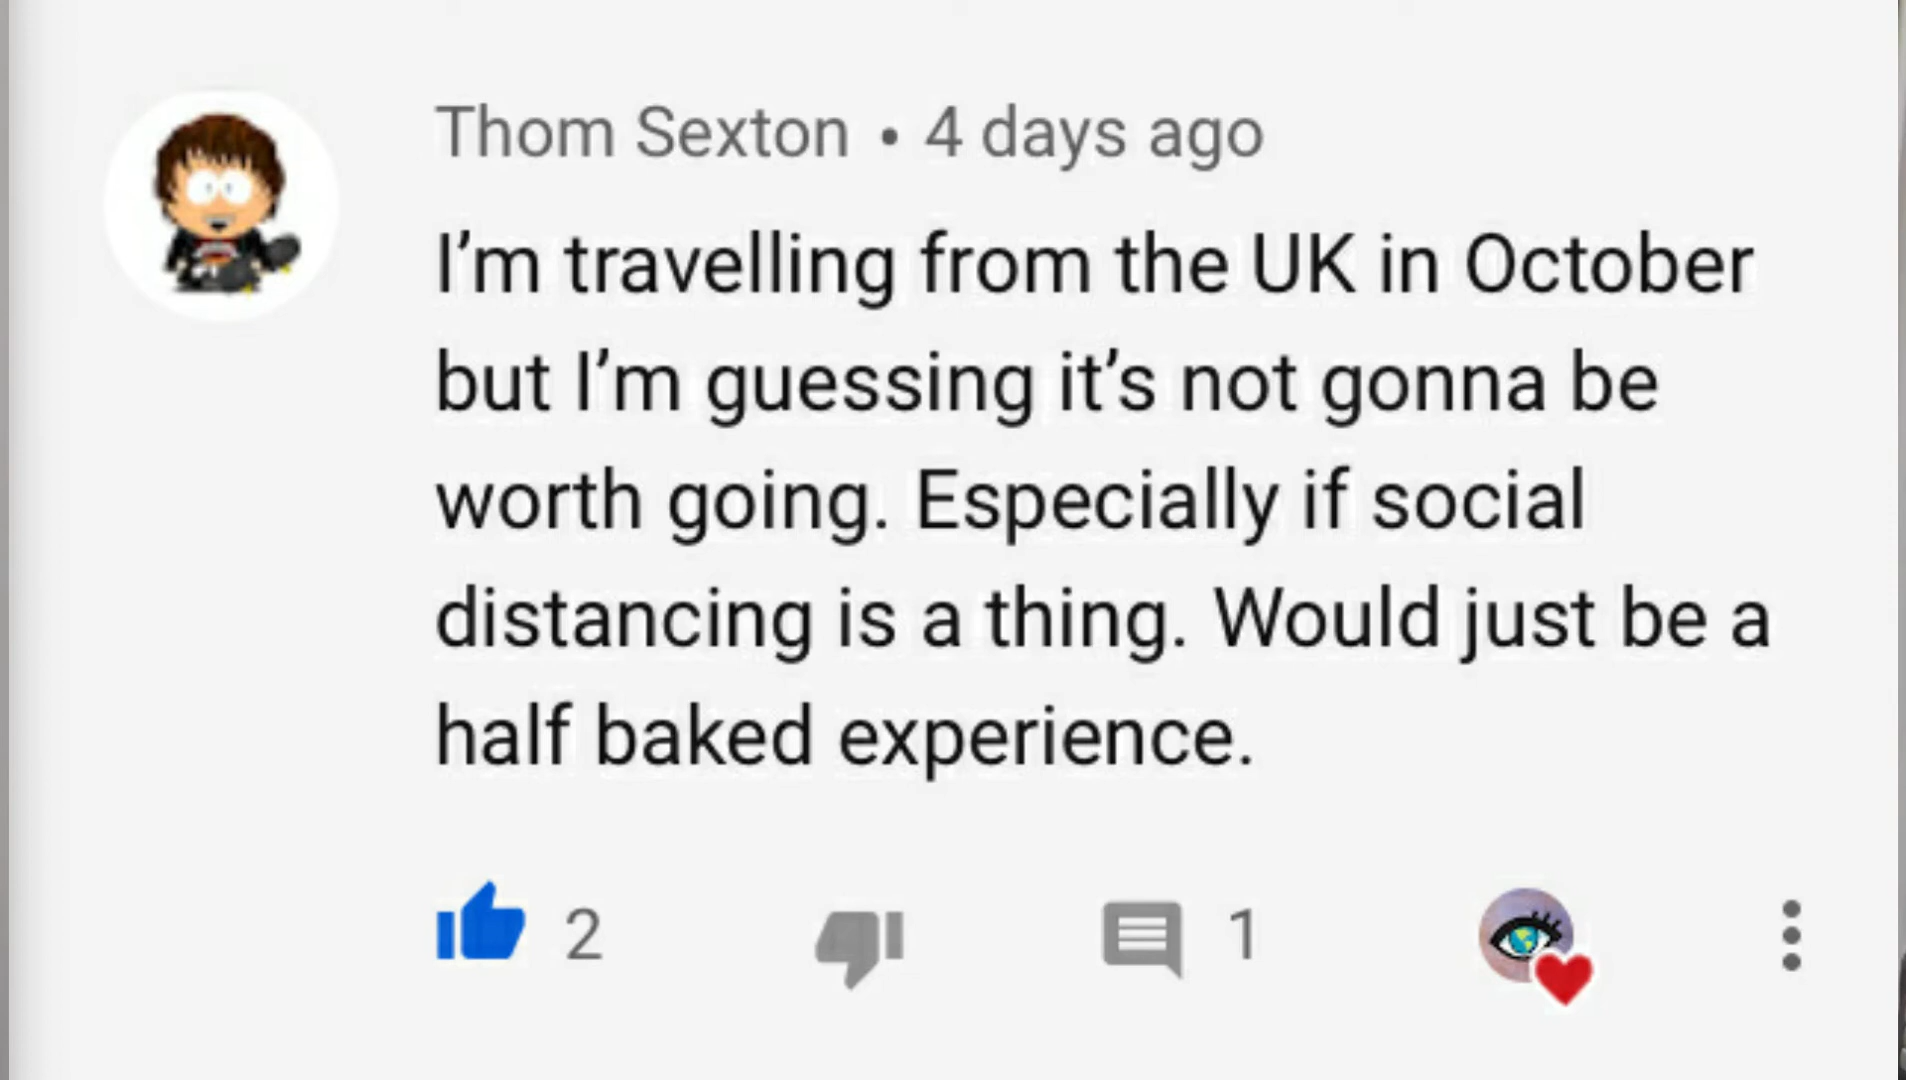 Thom Sexton • 4 days ago
I’m travelling from the UK in October
but I’m guessing it’s not gonna be
worth going. Especially if social
distancing is a thing. Would just be a
half baked experience.
2 1